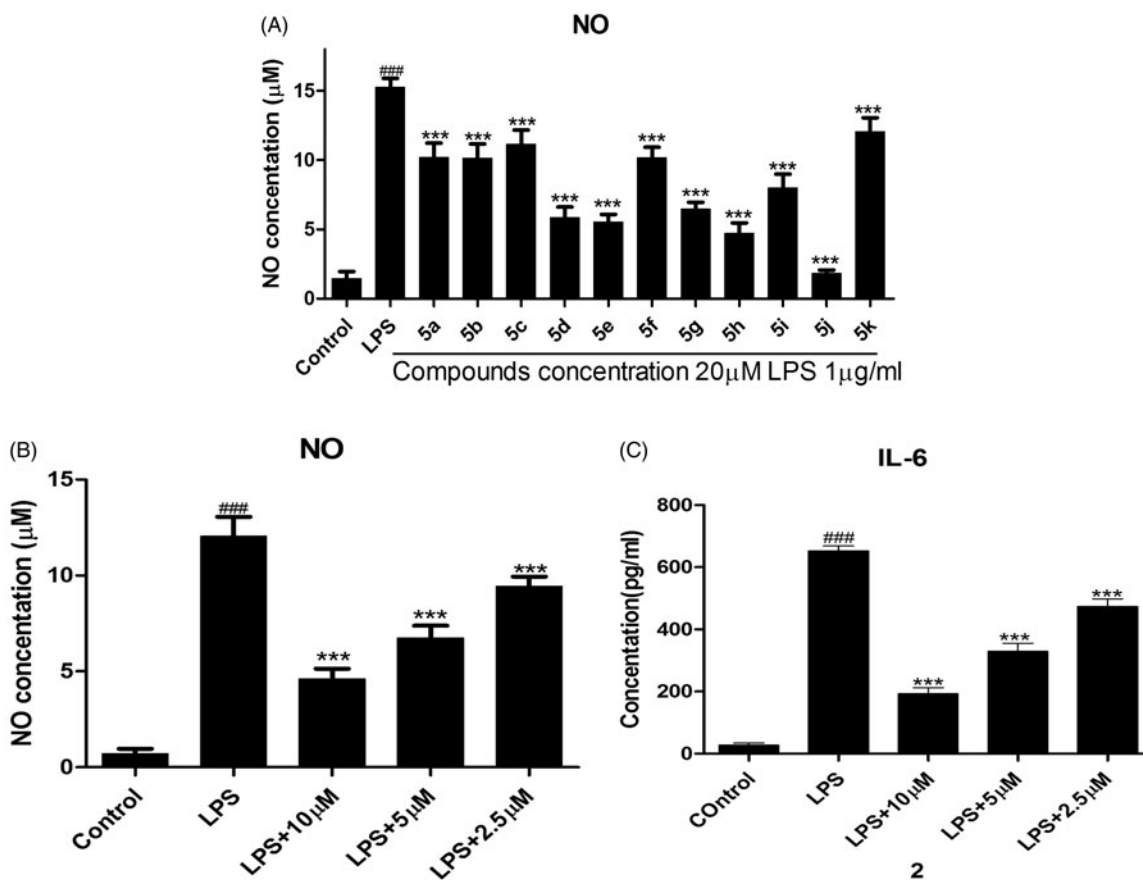 (A)
NO
NO concentration (μM)
15
10
5
0
###
***
***
***
***
***
***
***
***
***
***
***
Control
LPS
5a
5b
5c
5d
5e
5f
5g
5h
5i
5j
5k
Compounds concentration 20μM LPS 1μg/ml
(B)
NO
NO concentation (μM)
15
10
5
0
###
***
***
***
Control
LPS
LPS+10μM
LPS+5μM
LPS+2.5μM
(C)
IL-6
Concentation(pg/ml)
800
600
400
200
0
###
***
***
***
COntrol
LPS
LPS+10μM
LPS+5μM
LPS+2.5μM
2